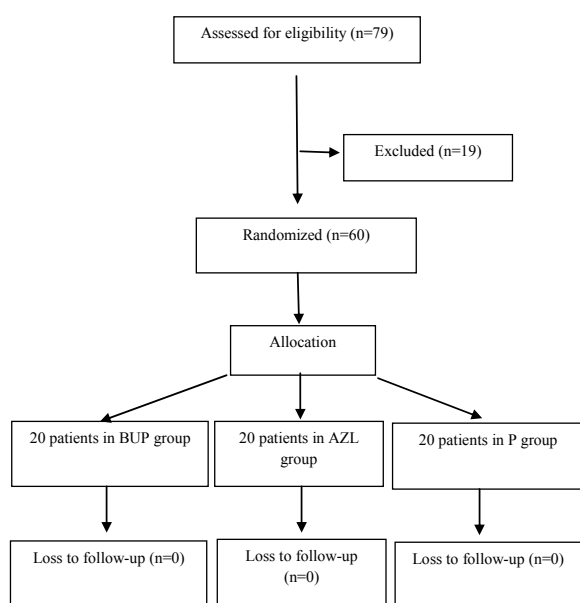 Assessed for eligibility (n=79)
Excluded (n=19)
Randomized (n=60)
Allocation
20 patients in BUP group
20 patients in AZL
group
20 patients in P group
Loss to follow-up (n=0)
Loss to follow-up
(n=0)
Loss to follow-up (n=0)